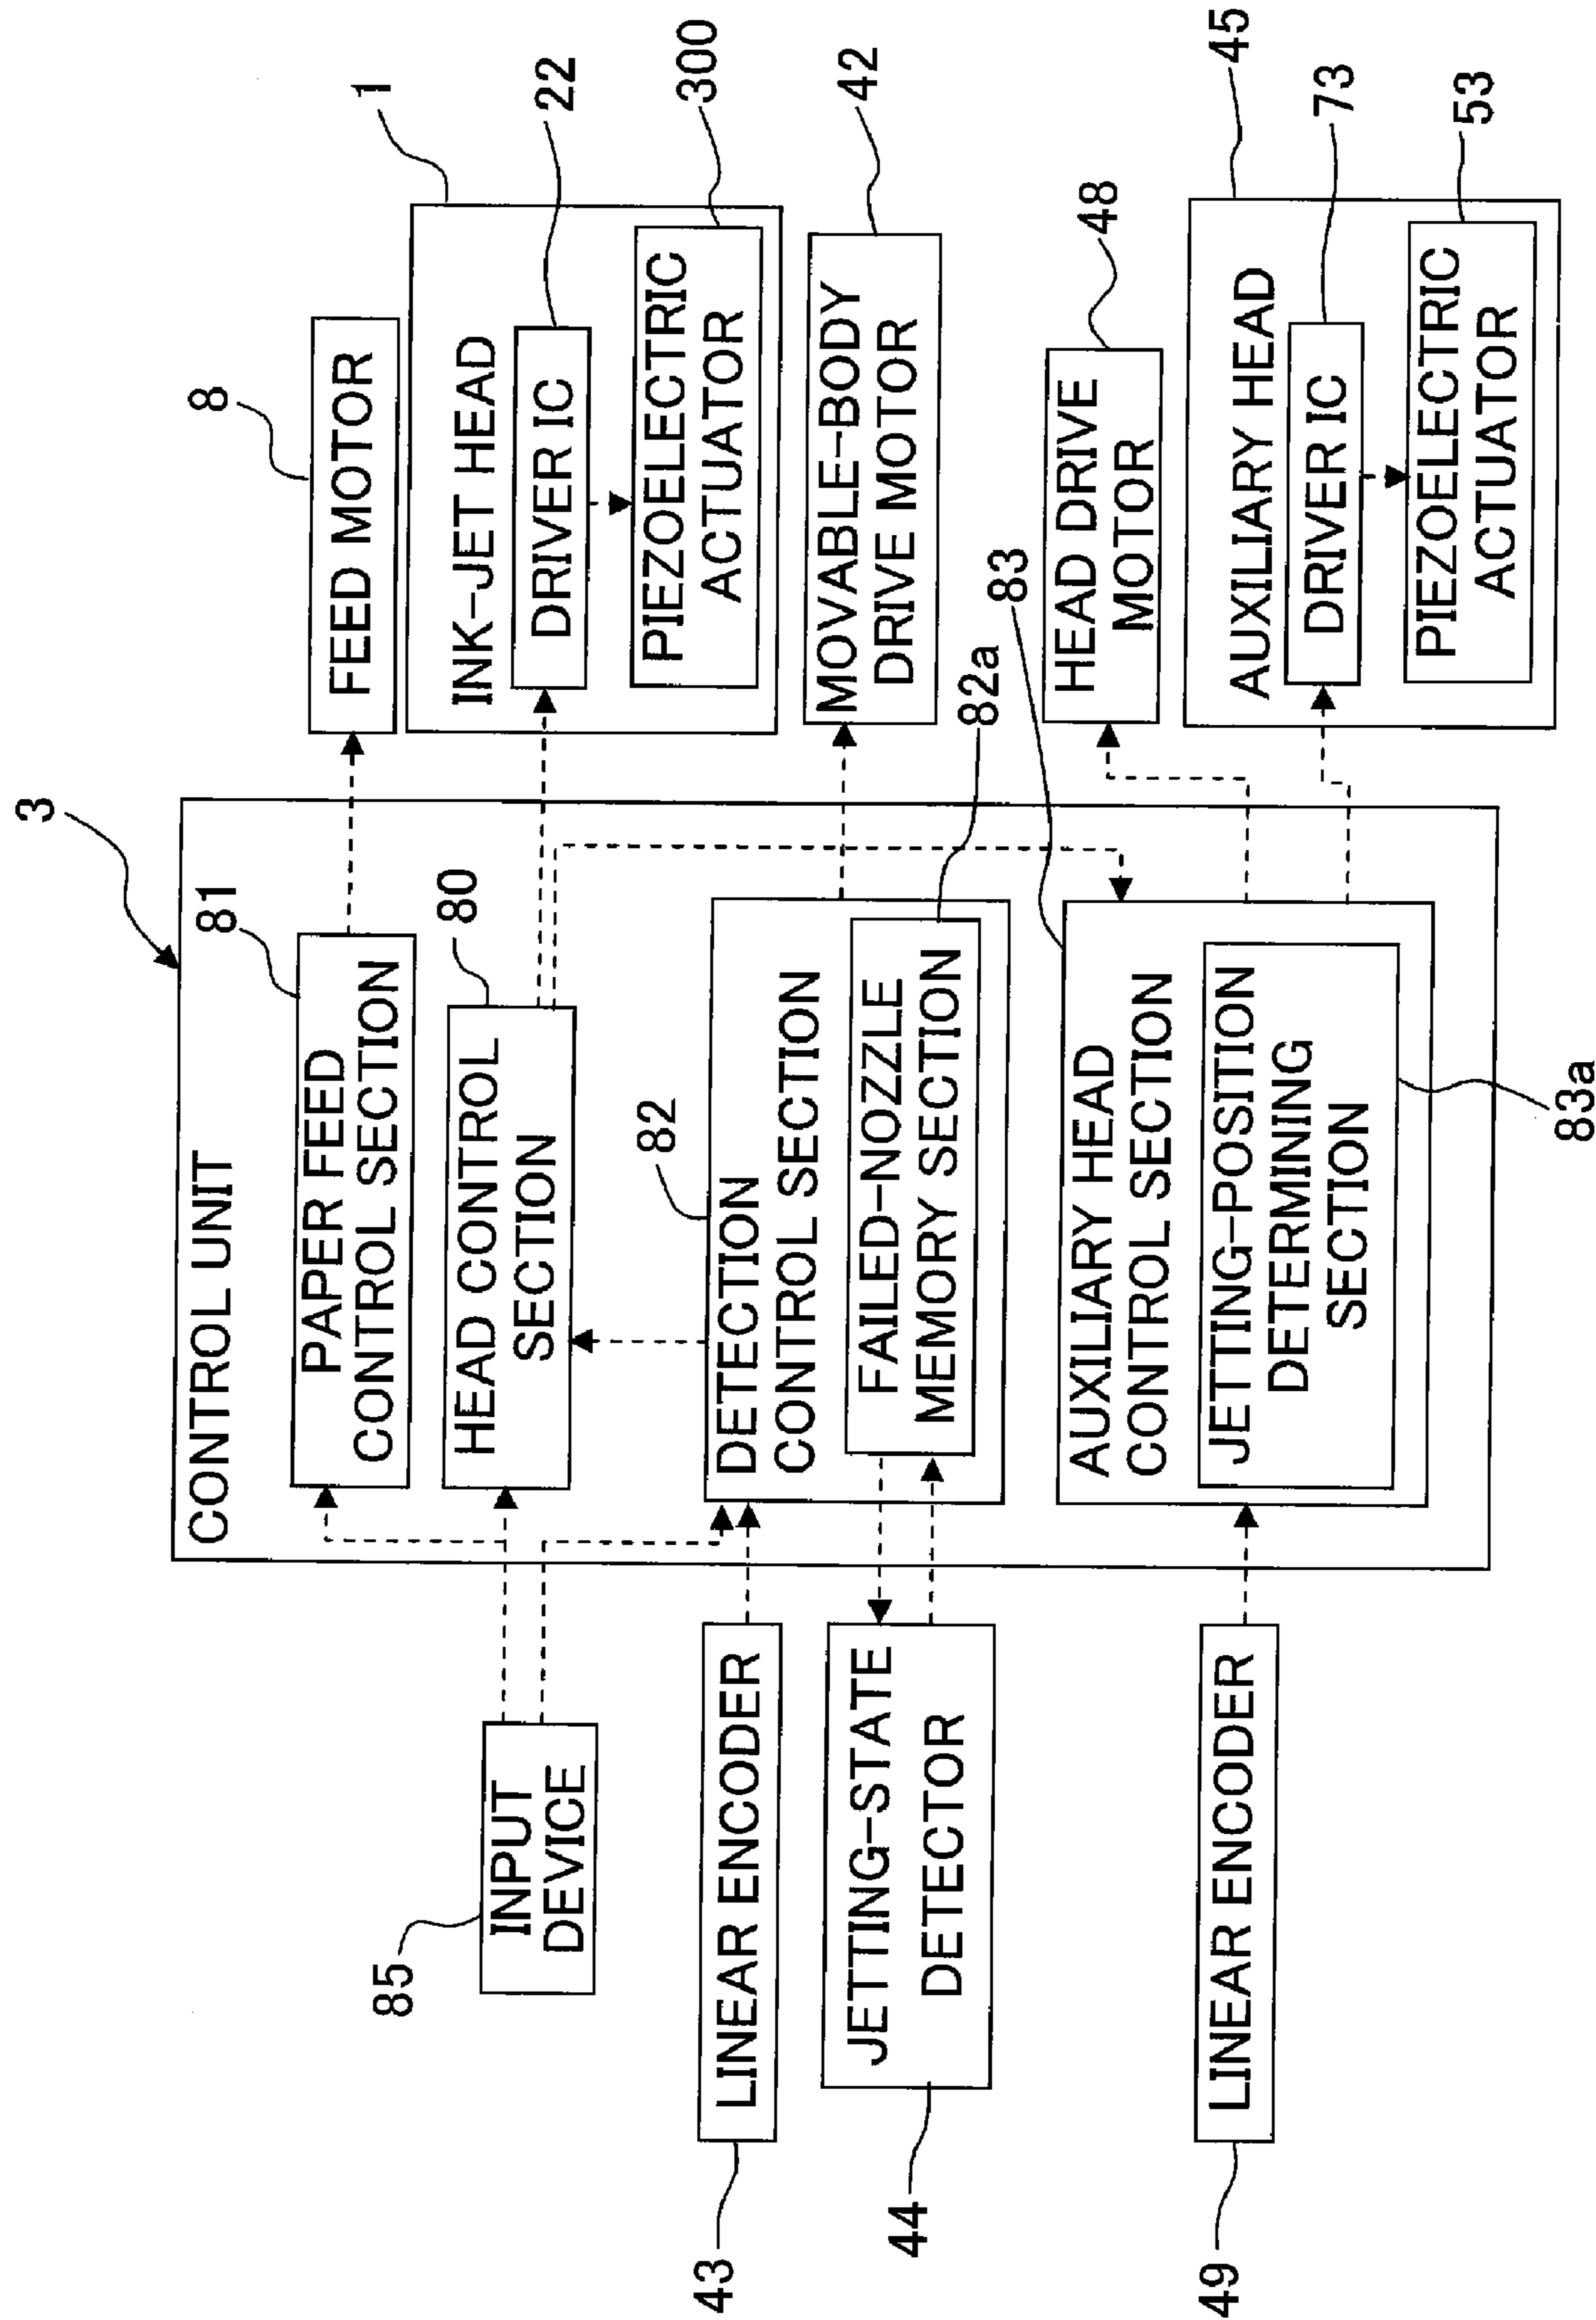 3
CONTROL UNIT
81
PAPER FEED
CONTROL SECTION
80
HEAD CONTROL
SECTION
82
DETECTION
CONTROL SECTION
82a
FAILED-NOZZLE
MEMORY SECTION
83
AUXILIARY HEAD
CONTROL SECTION
JETTING-POSITION
DETERMINING
SECTION
83a
85
INPUT
DEVICE
43
LINEAR ENCODER
44
JETTING-STATE
DETECTOR
49
LINEAR ENCODER
8
FEED MOTOR
1
INK-JET HEAD
22
DRIVER IC
300
PIEZOELECTRIC
ACTUATOR
42
MOVABLE-BODY
DRIVE MOTOR
48
HEAD DRIVE
MOTOR
45
AUXILIARY HEAD
73
DRIVER IC
53
PIEZOELECTRIC
ACTUATOR